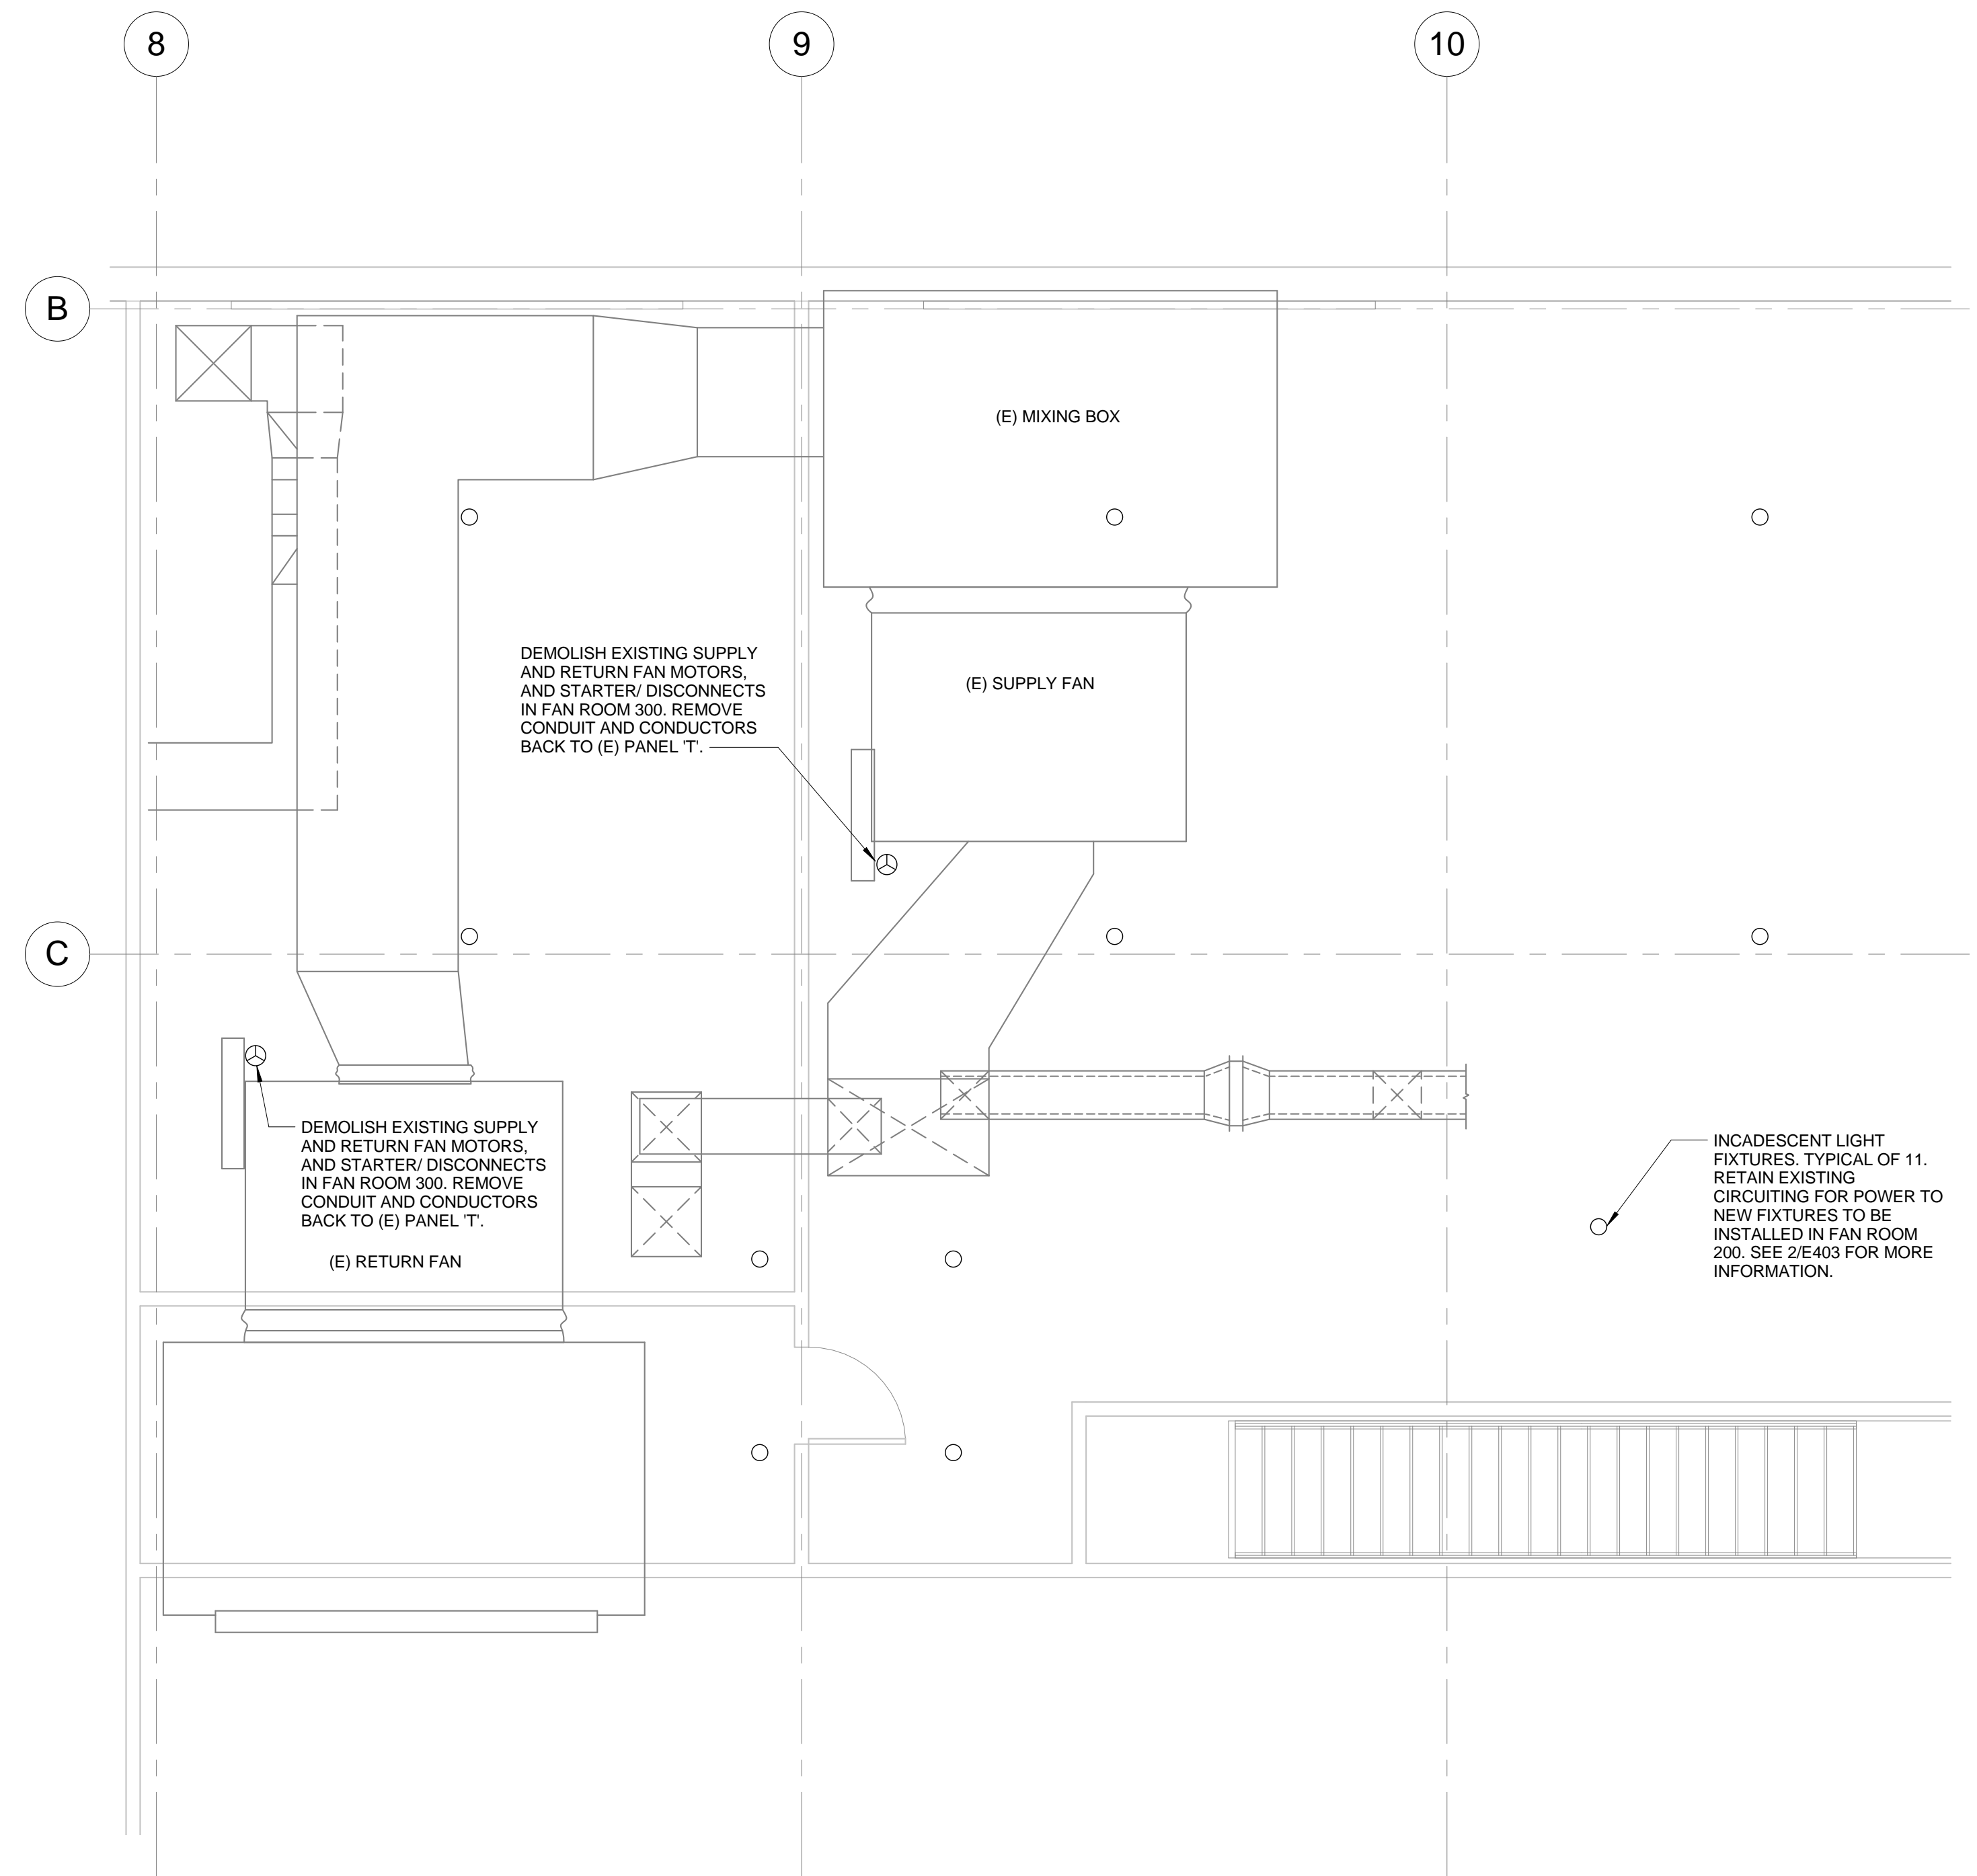 8
9
10
B
(E) MIXING BOX
DEMOLISH EXISTING SUPPLY
AND RETURN FAN MOTORS,
AND STARTER/ DISCONNECTS
IN FAN ROOM 300. REMOVE
CONDUIT AND CONDUCTORS
BACK TO (E) PANEL 'T'.
(E) SUPPLY FAN
C
DEMOLISH EXISTING SUPPLY
AND RETURN FAN MOTORS,
AND STARTER/ DISCONNECTS
IN FAN ROOM 300. REMOVE
CONDUIT AND CONDUCTORS
BACK TO (E) PANEL 'T'.
(E) RETURN FAN
INCADESCENT LIGHT
FIXTURES. TYPICAL OF 11.
RETAIN EXISTING
CIRCUITING FOR POWER TO
NEW FIXTURES TO BE
INSTALLED IN FAN ROOM
200. SEE 2/E403 FOR MORE
INFORMATION.